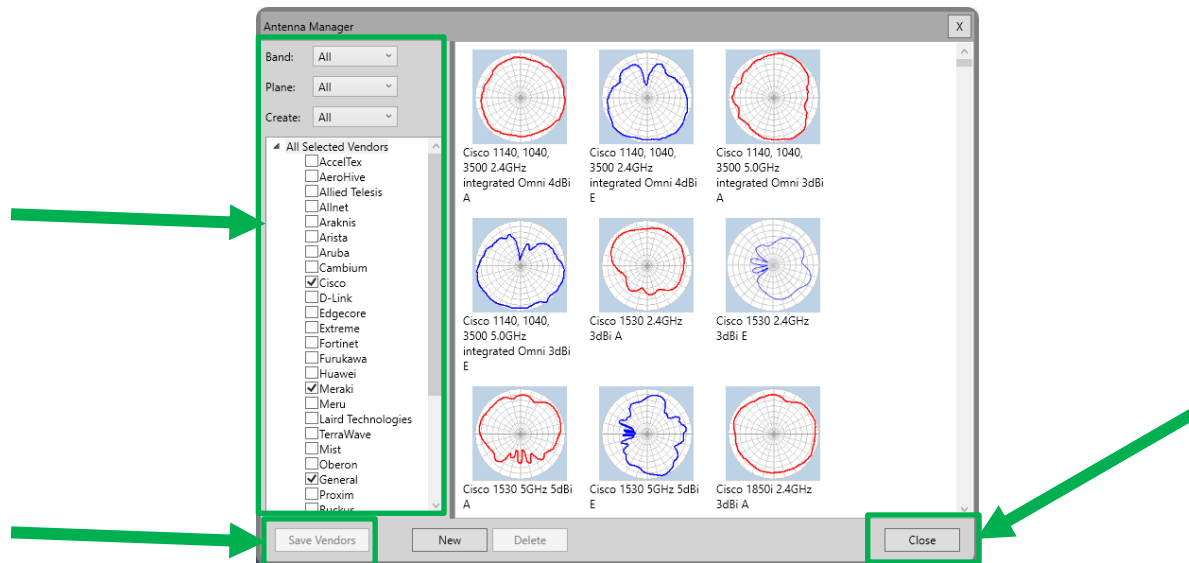 Antenna Manager
X
Band: All
Plane: All
Create: All
All Selected Vendors
AccelTex
AeroHive
Allied Telesis
Allnet
Araknis
Arista
Aruba
Cambium
Cisco
D-Link
Edgecore
Extreme
Fortinet
Furukawa
Huawei
Meraki
Meru
Laird Technologies
TerraWave
Mist
Oberon
General
Proxim
Ruckus
Cisco 1140, 1040,
3500 2.4GHz
integrated Omni 4dBi
A
Cisco 1140, 1040,
3500 2.4GHz
integrated Omni 4dBi
E
Cisco 1140, 1040,
3500 5.0GHz
integrated Omni 3dBi
A
Cisco 1140, 1040,
3500 5.0GHz
integrated Omni 3dBi
E
Cisco 1530 2.4GHz
3dBi A
Cisco 1530 2.4GHz
3dBi E
Cisco 1530 5GHz 5dBi
A
Cisco 1530 5GHz 5dBi
E
Cisco 1850i 2.4GHz
3dBi A
Save Vendors
New
Delete
Close